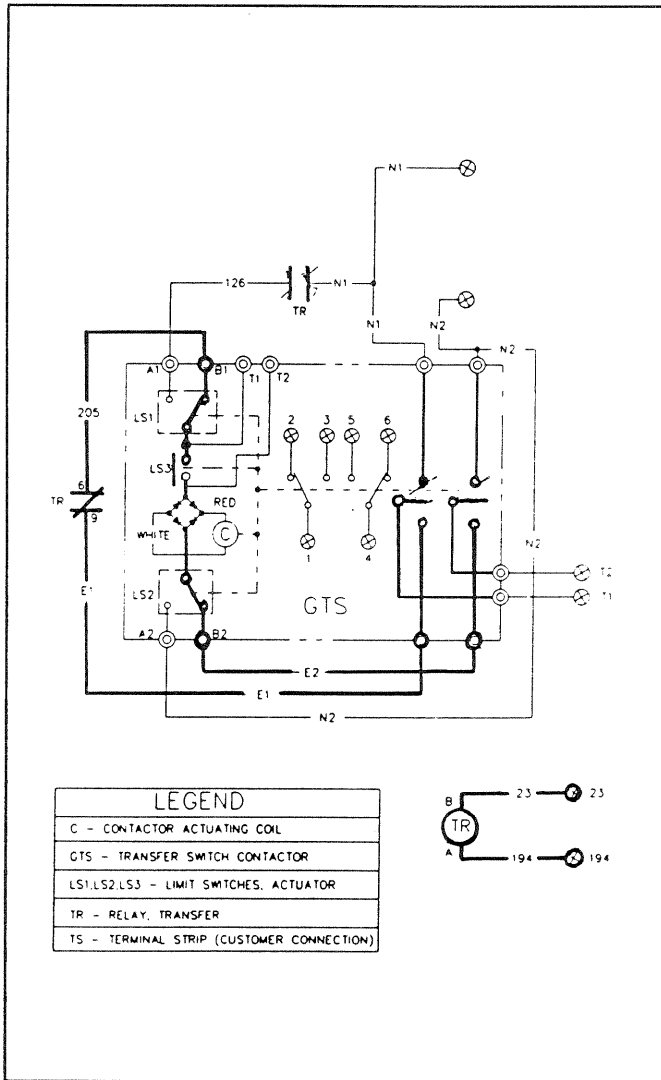 N1
126
N1
TR
N1
N2
N2
A1
B1
T1
T2
205
LS1
2
3
5
6
LS3
6
TR
9
RED
WHITE
C
1
4
N2
E1
LS2
GTS
T2
T1
A2
B2
E2
E1
N2
LEGEND
C - CONTACTOR ACTUATING COIL
GTS - TRANSFER SWITCH CONTACTOR
LS1,LS2,LS3 - LIMIT SWITCHES, ACTUATOR
TR - RELAY, TRANSFER
TS - TERMINAL STRIP (CUSTOMER CONNECTION)
B
23
23
TR
A
194
194